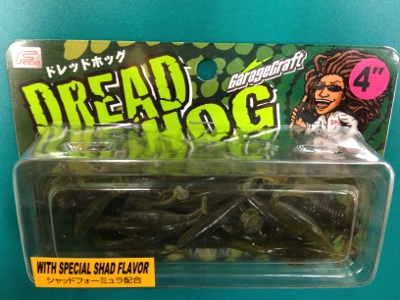 ドレッドホッグ
GarageCraft
4"
DREAD
HOG
WITH SPECIAL SHAD FLAVOR
シャッドフォーミュラ配合